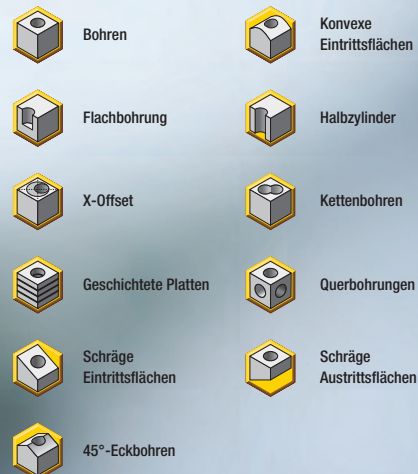 Bohren
Konvexe
Eintrittsflächen
Flachbohrung
Halbzylinder
X-Offset
Kettenbohren
Geschichtete Platten
Querbohrungen
Schräge
Eintrittsflächen
Schräge
Austrittsflächen
45°-Eckbohren